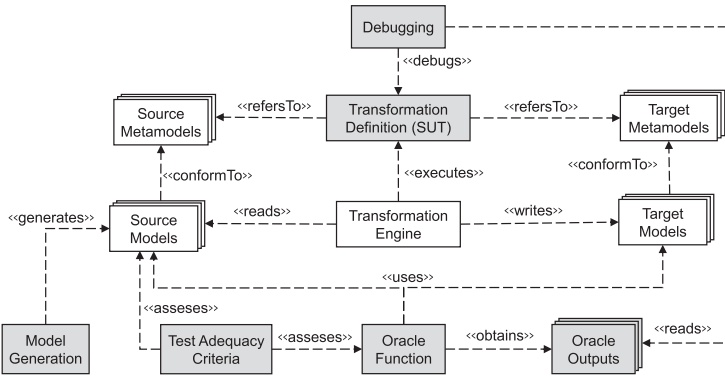 Debugging
<<debugs>>
Source
Metamodels
<<refersTo>>
Transformation
Definition (SUT)
<<refersTo>>
Target
Metamodels
<<conformTo>>
<<executes>>
<<conformTo>>
<<generates>>
Source
Models
<<reads>>
Transformation
Engine
<<writes>>
Target
Models
<<uses>>
<<asseses>>
Model
Generation
Test Adequacy
Criteria
<<asseses>>
Oracle
Function
<<obtains>>
Oracle
Outputs
<<reads>>